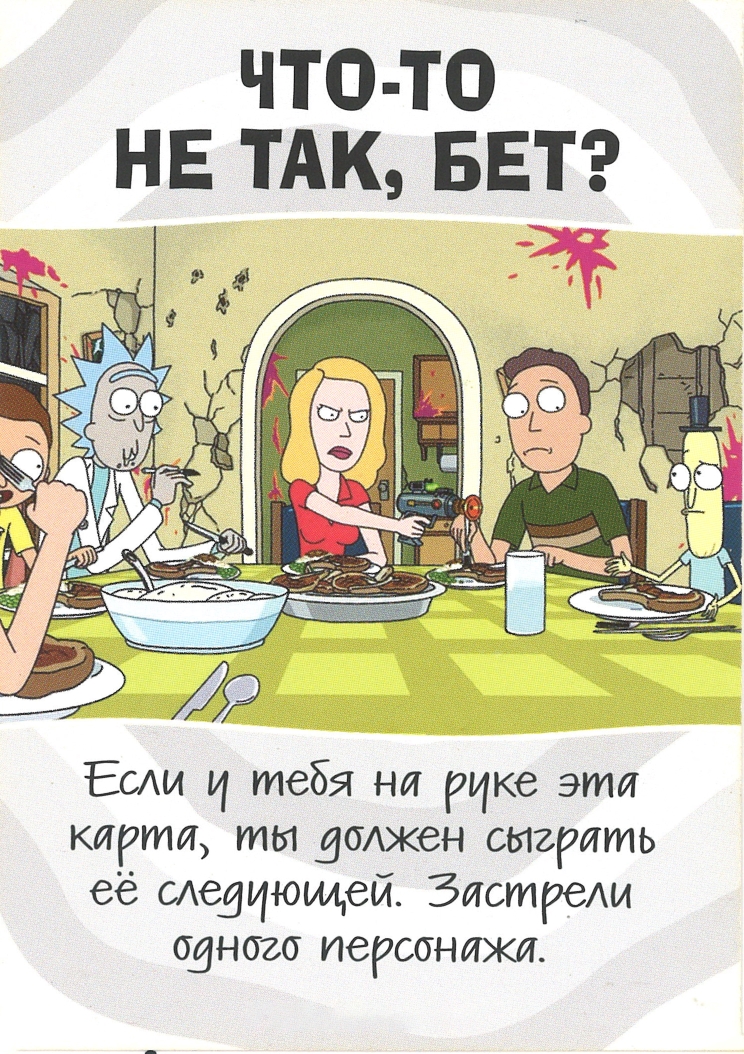 ЧТО-ТО
НЕ ТАК, БЕТ?
Если у тебя на руке эта
карта, ты должен сыграть
её следующей. Застрели
одного персонажа.